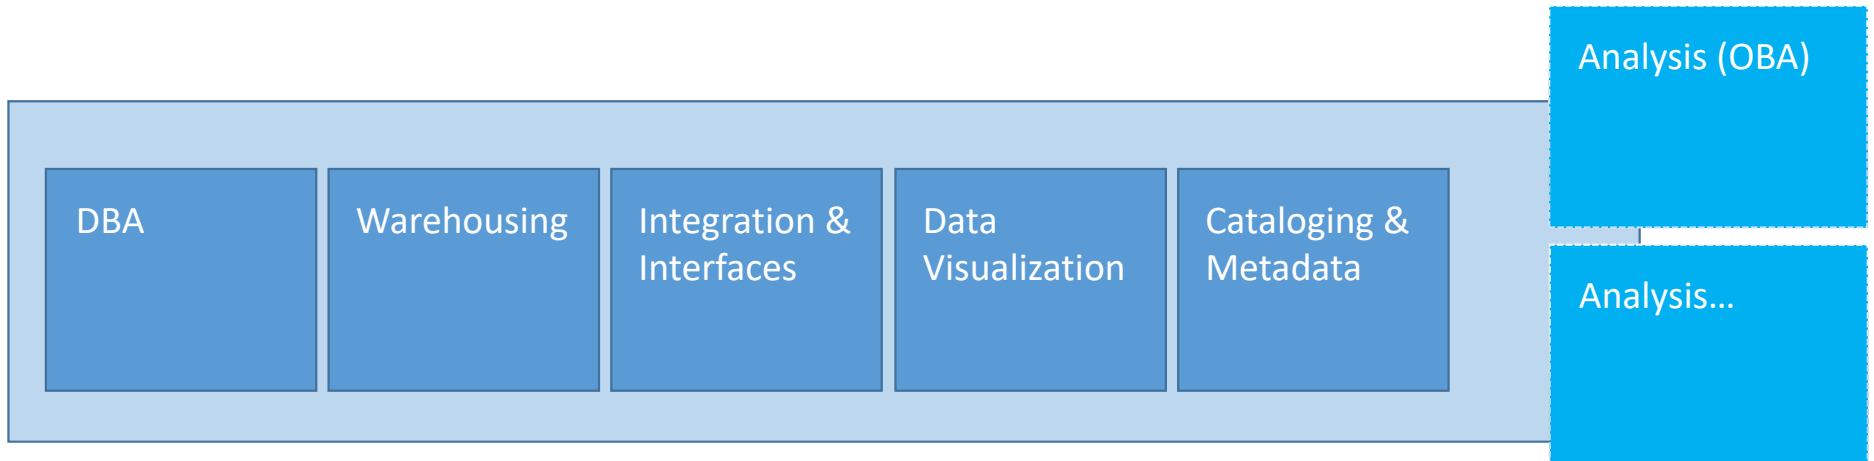 Analysis (OBA)
DBA
Warehousing
Integration &
Interfaces
Data
Visualization
Cataloging &
Metadata
Analysis…